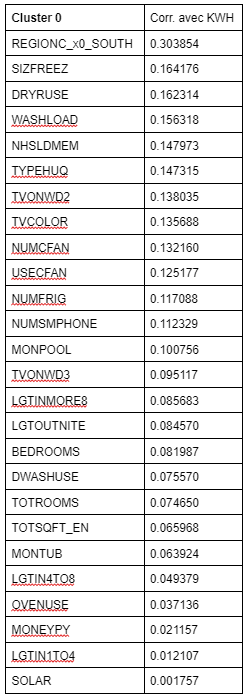 Cluster 0 Corr. avec KWH
REGIONC_x0_SOUTH 0.303854
SIZFREEZ 0.164176
DRYRUSE 0.162314
WASHLOAD 0.156318
NHSLDMEM 0.147973
TYPEHUQ 0.147315
TVONWD2 0.138035
TVCOLOR 0.135688
NUMCFAN 0.132160
USECFAN 0.125177
NUMFRIG 0.117088
NUMSMPHONE 0.112329
MONPOOL 0.100756
TVONWD3 0.095117
LGTINMORE8 0.085683
LGTOUTNITE 0.084570
BEDROOMS 0.081987
DWASHUSE 0.075570
TOTROOMS 0.074650
TOTSQFT_EN 0.065968
MONTUB 0.063924
LGTIN4TO8 0.049379
OVENUSE 0.037136
MONEYPY 0.021157
LGTIN1TO4 0.012107
SOLAR 0.001757